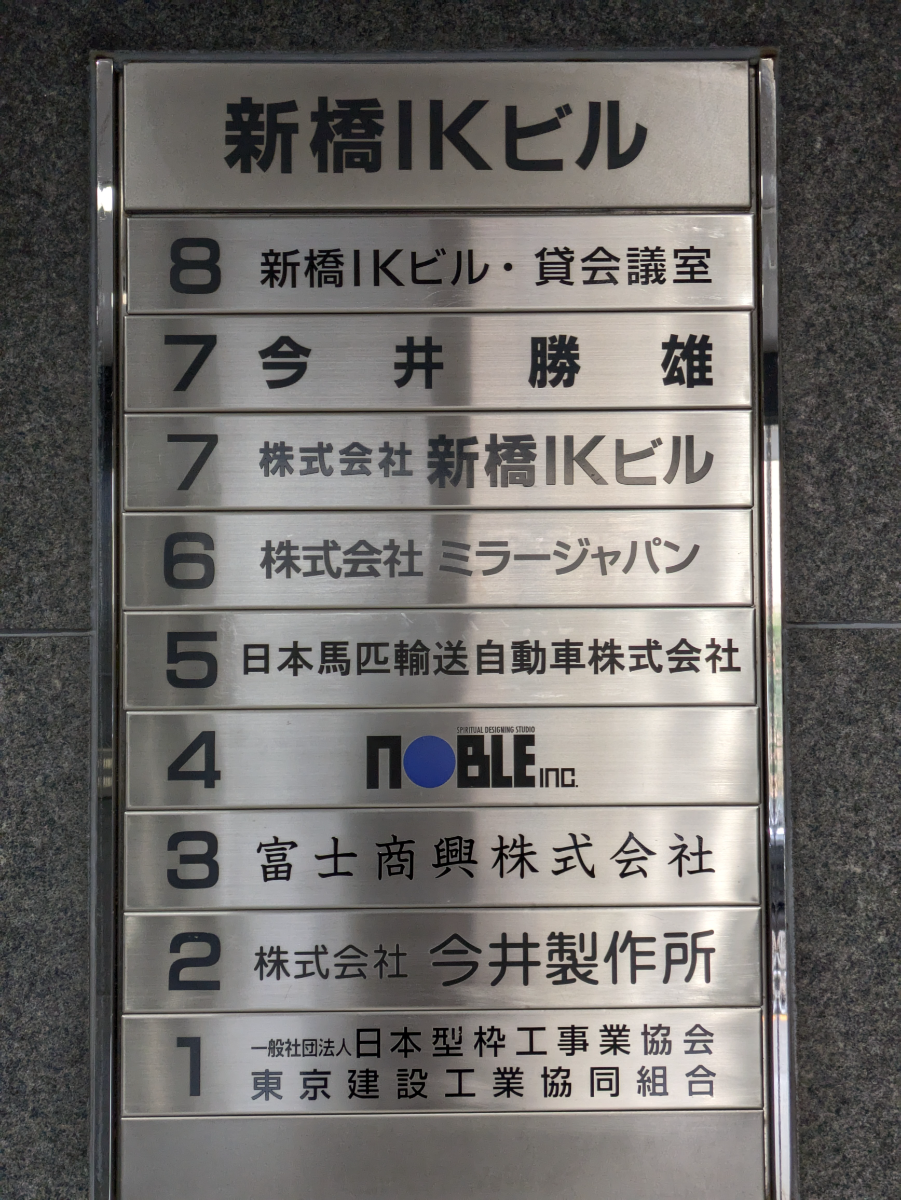 新橋IKビル
8 新橋IKビル・貸会議室
7 今井勝雄
7 株式会社 新橋IKビル
6 株式会社 ミラージャパン
5 日本馬匹輸送自動車株式会社
SPIRITUAL DESIGNING STUDIO
4 NOBLE INC.
3 富士商興株式会社
2 株式会社 今井製作所
1 一般社団法人日本型枠工事業協会
東京建設工業協同組合